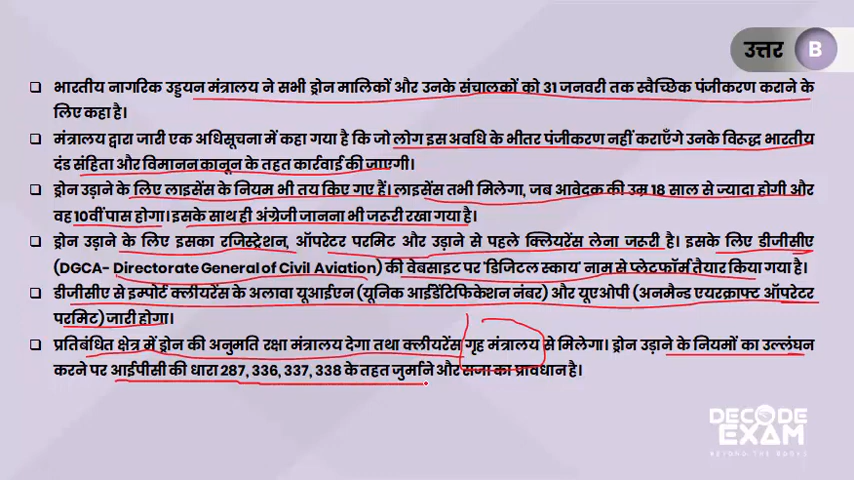 उत्तर B
भारतीय नागरिक उड्डयन मंत्रालय ने सभी ड्रोन मालिकों और उनके संचालकों को 31 जनवरी तक स्वैच्छिक पंजीकरण कराने के
लिए कहा है।
मंत्रालय द्वारा जारी एक अधिसूचना में कहा गया है कि जो लोग इस अवधि के भीतर पंजीकरण नहीं कराएँगे उनके विरूद्ध भारतीय
दंड संहिता और विमानन कानून के तहत कार्रवाई की जाएगी।
ड्रोन उड़ाने के लिए लाइसेंस के नियम भी तय किए गए हैं। लाइसेंस तभी मिलेगा, जब आवेदक की उम्र 18 साल से ज्यादा होगी और
वह 10वीं पास होगा। इसके साथ ही अंग्रेजी जानना भी जरूरी रखा गया है।
ड्रोन उड़ाने के लिए इसका रजिस्ट्रेशन, ऑपरेटर परमिट और उड़ाने से पहले क्लियरेंस लेना जरूरी है। इसके लिए डीजीसीए
(DGCA- Directorate General of Civil Aviation) की वेबसाइट पर 'डिजिटल स्काय' नाम से प्लेटफॉर्म तैयार किया गया है।
डीजीसीए से इम्पोर्ट क्लीयरेंस के अलावा यूआईएन (यूनिक आईडेंटिफिकेशन नंबर) और यूएओपी (अनमैन्ड एयरक्राफ्ट ऑपरेटर
परमिट) जारी होगा।
प्रतिबंधित क्षेत्र में ड्रोन की अनुमति रक्षा मंत्रालय देगा तथा क्लीयरेंस गृह मंत्रालय से मिलेगा। ड्रोन उड़ाने के नियमों का उल्लंघन
करने पर आईपीसी की धारा 287, 336, 337, 338 के तहत जुर्माने और सजा का प्रावधान है।
DECODE
EXAM
BEYOND THE BOOKS